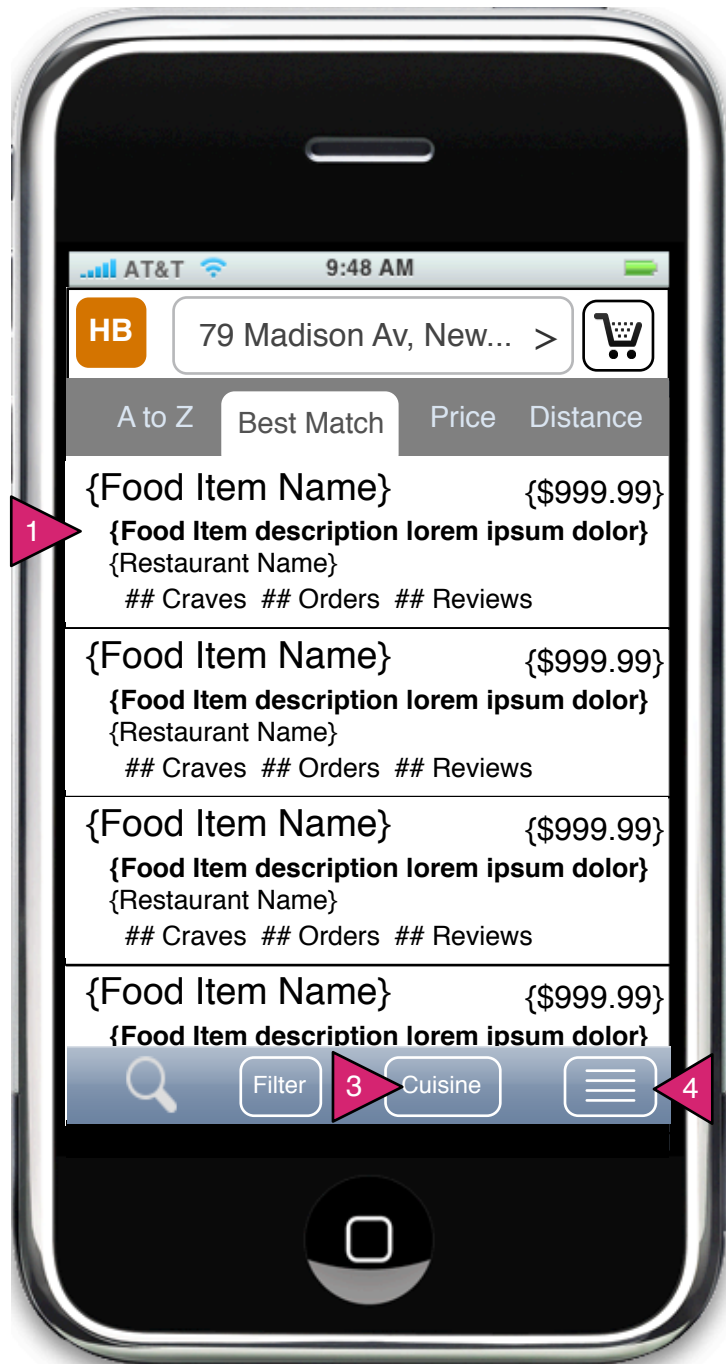 AT&T 9:48 AM
HB 79 Madison Av, New... >
A to Z Best Match Price Distance
{Food Item Name} {$999.99}
1 {Food Item description lorem ipsum dolor}
{Restaurant Name}
## Craves ## Orders ## Reviews
{Food Item Name} {$999.99}
{Food Item description lorem ipsum dolor}
{Restaurant Name}
## Craves ## Orders ## Reviews
{Food Item Name} {$999.99}
{Food Item description lorem ipsum dolor}
{Restaurant Name}
## Craves ## Orders ## Reviews
{Food Item Name} {$999.99}
{Food Item description lorem ipsum dolor}
Filter 3 Cuisine 4